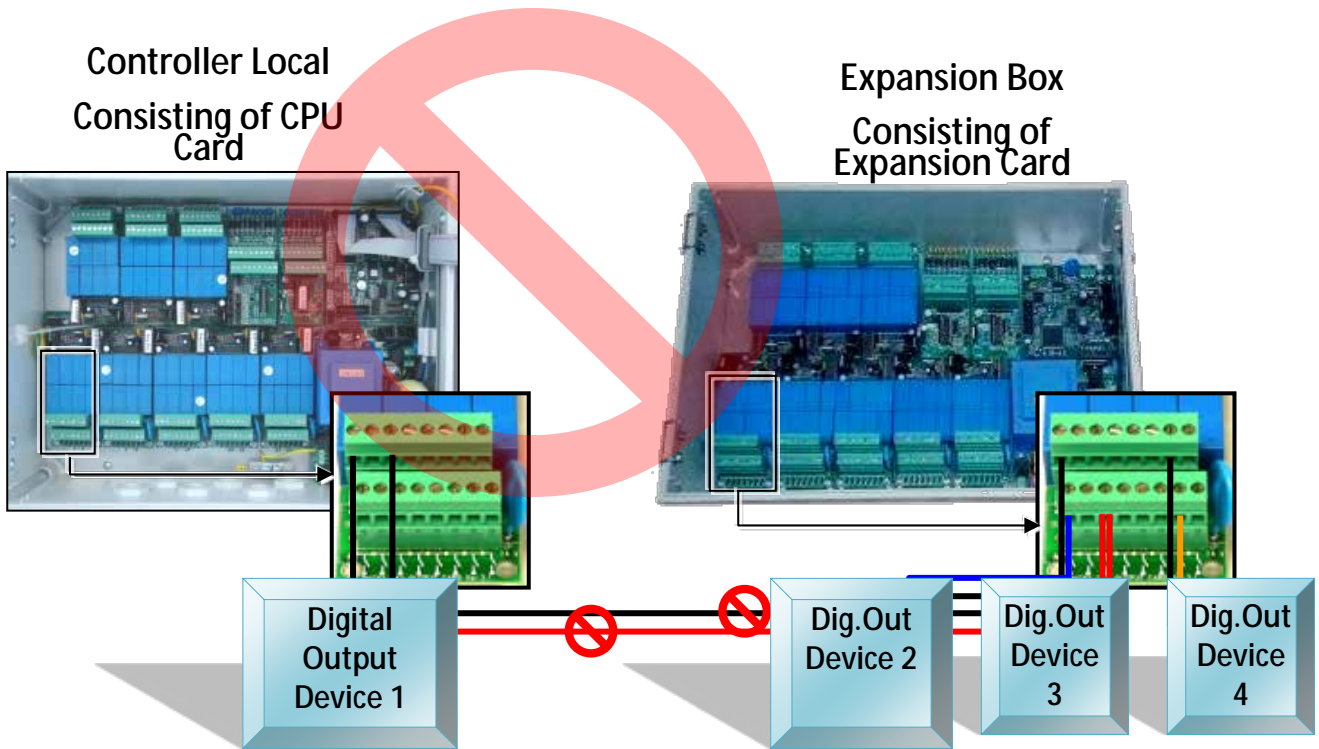 Controller Local
Consisting of CPU
Card
Expansion Box
Consisting of
Expansion Card
Digital
Output
Device 1
Dig.Out
Device 2
Dig.Out
Device
3
Dig.Out
Device
4